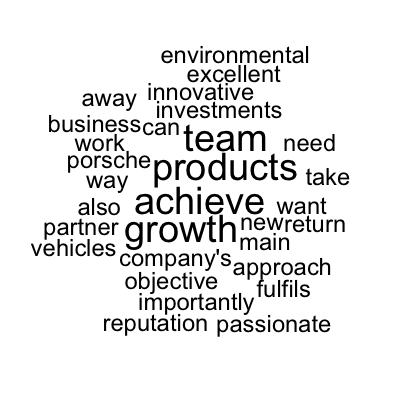 environmental
excellent
away innovative
investments
business can team need
work
porsche products
way take
also achieve want
partner growth new return
vehicles main
company's approach
objective fulfils
importantly
reputation passionate